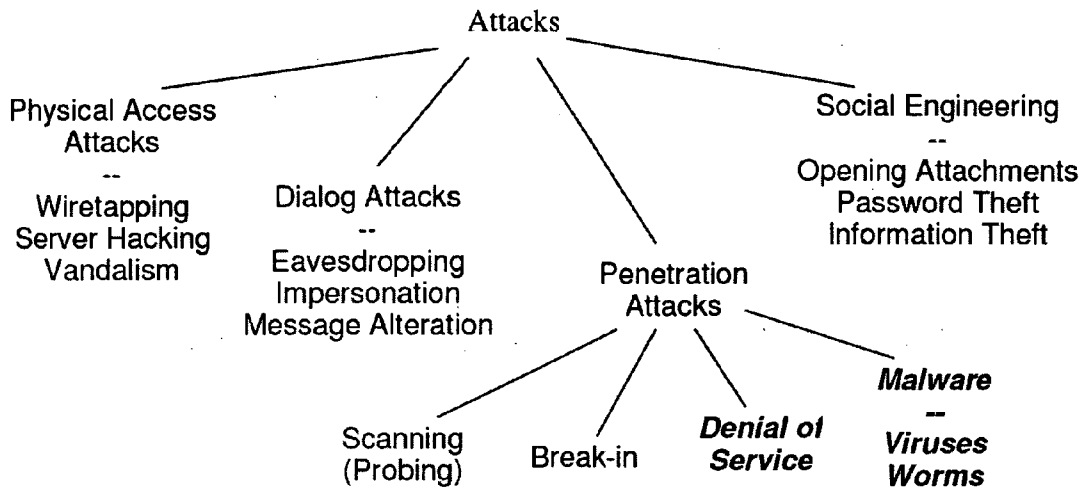 Attacks
Physical Access
Attacks
--
Wiretapping
Server Hacking
Vandalism
Dialog Attacks
--
Eavesdropping
Impersonation
Message Alteration
Penetration
Attacks
Social Engineering
--
Opening Attachments
Password Theft
Information Theft
Scanning
(Probing)
Break-in
Denial of
Service
Malware
--
Viruses
Worms